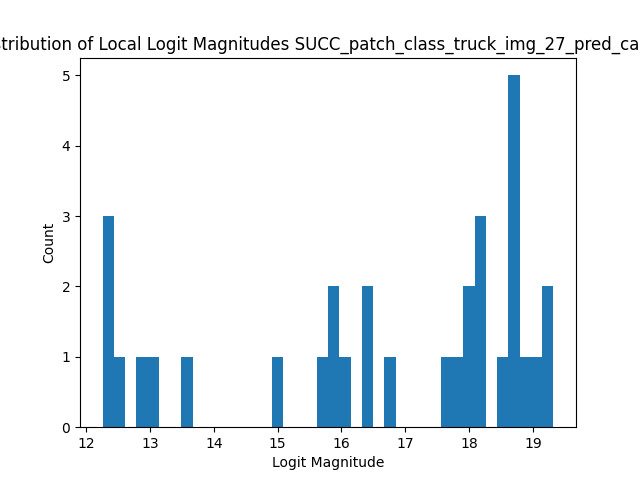 tribution of Local Logit Magnitudes SUCC_patch_class_truck_img_27_pred_ca
5
4
3
2
1
0
Count
12 13 14 15 16 17 18 19
Logit Magnitude